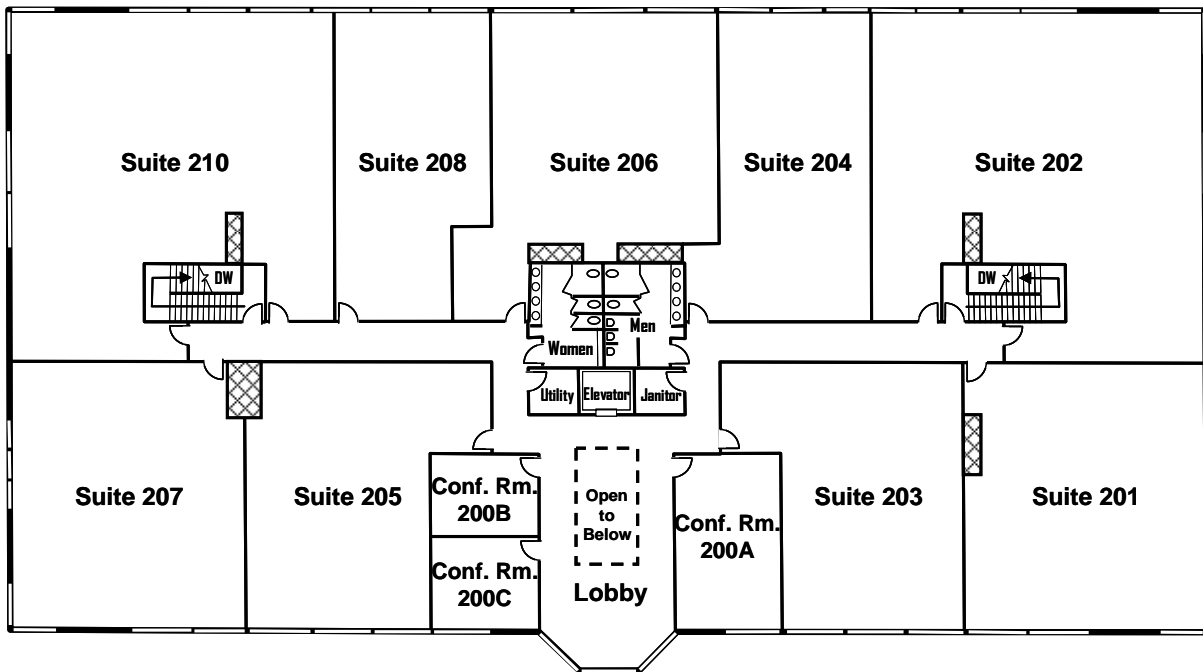 Suite 210
Suite 208
Suite 206
Suite 204
Suite 202
DW
DW
Men
Women
Utility
Elevator
Janitor
Suite 207
Suite 205
Conf. Rm.
200B
Open
to
Below
Conf. Rm.
200A
Suite 203
Suite 201
Conf. Rm.
200C
Lobby